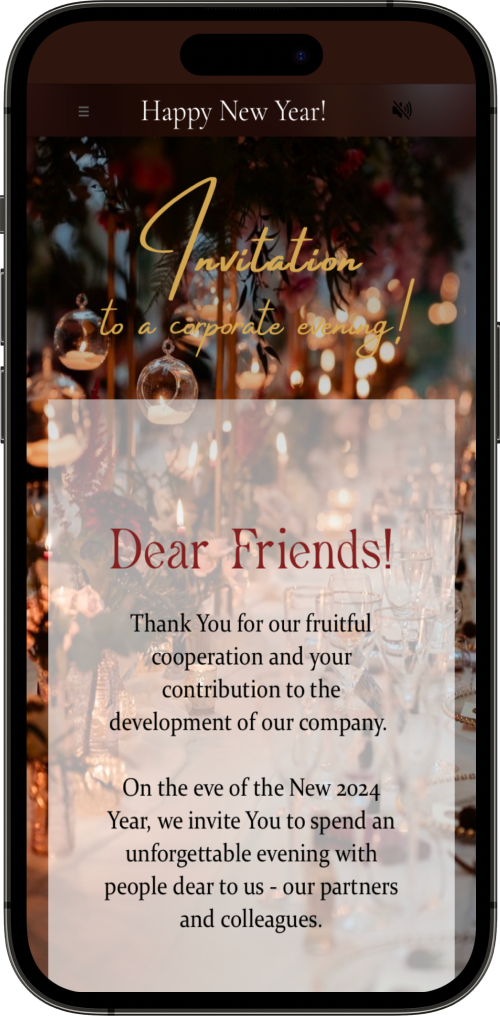 Happy New Year!
Invitation
to a corporate evening!
Dear Friends!
Thank You for our fruitful
cooperation and your
contribution to the
development of our company.
On the eve of the New 2024
Year, we invite You to spend an
unforgettable evening with
people dear to us - our partners
and colleagues.